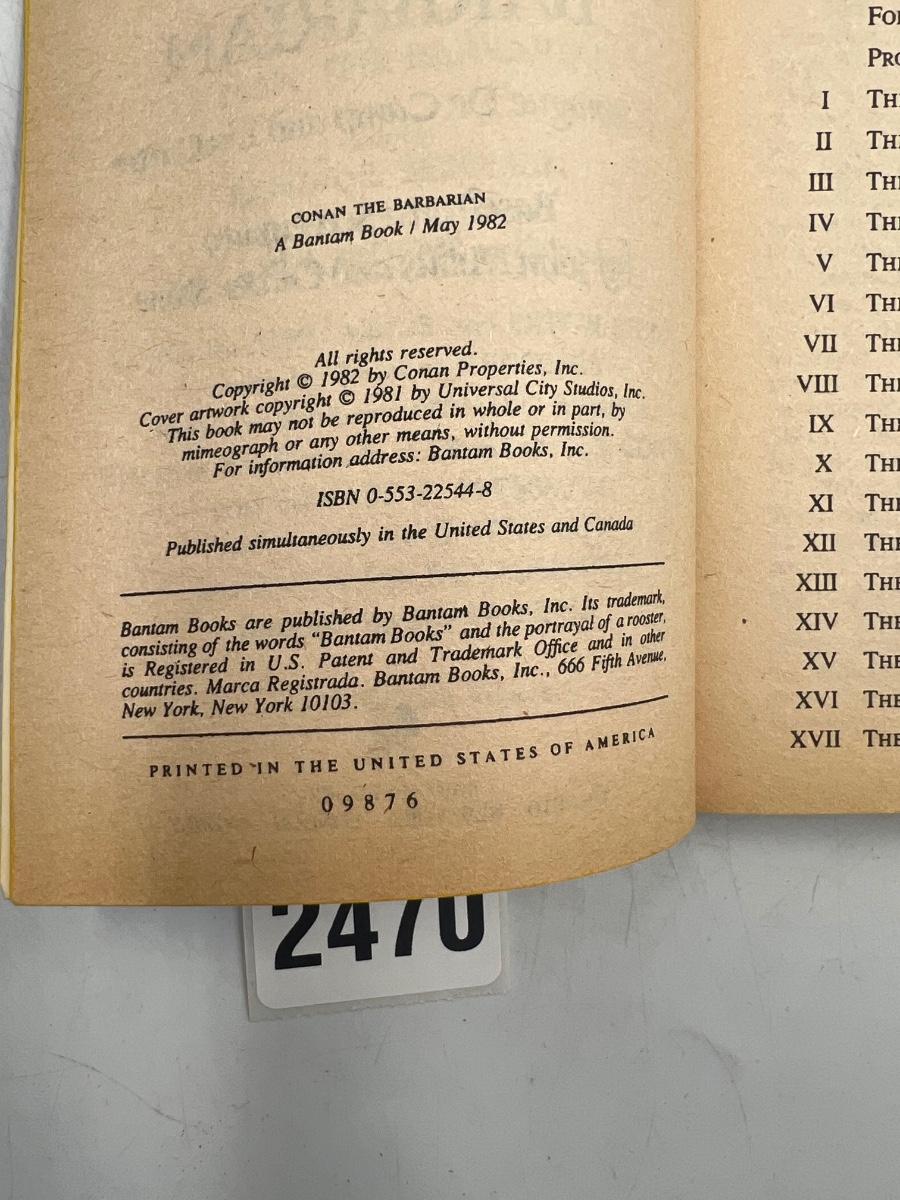 CONAN THE BARBARIAN
A Bantam Book / May 1982
All rights reserved.
Copyright © 1982 by Conan Properties, Inc.
Cover artwork copyright © 1981 by Universal City Studios, Inc.
This book may not be reproduced in whole or in part, by
mimeograph or any other means, without permission.
For information address: Bantam Books, Inc.
ISBN 0-553-22544-8
Published simultaneously in the United States and Canada
Bantam Books are published by Bantam Books, Inc. Its trademark,
consisting of the words “Bantam Books” and the portrayal of a rooster,
is Registered in U.S. Patent and Trademark Office and in other
countries. Marca Registrada. Bantam Books, Inc., 666 Fifth Avenue,
New York, New York 10103.
PRINTED IN THE UNITED STATES OF AMERICA
0 9 8 7 6
I
II
III
IV
V
VI
VII
VIII
IX
X
XI
XII
XIII
XIV
XV
XVI
XVII
2470